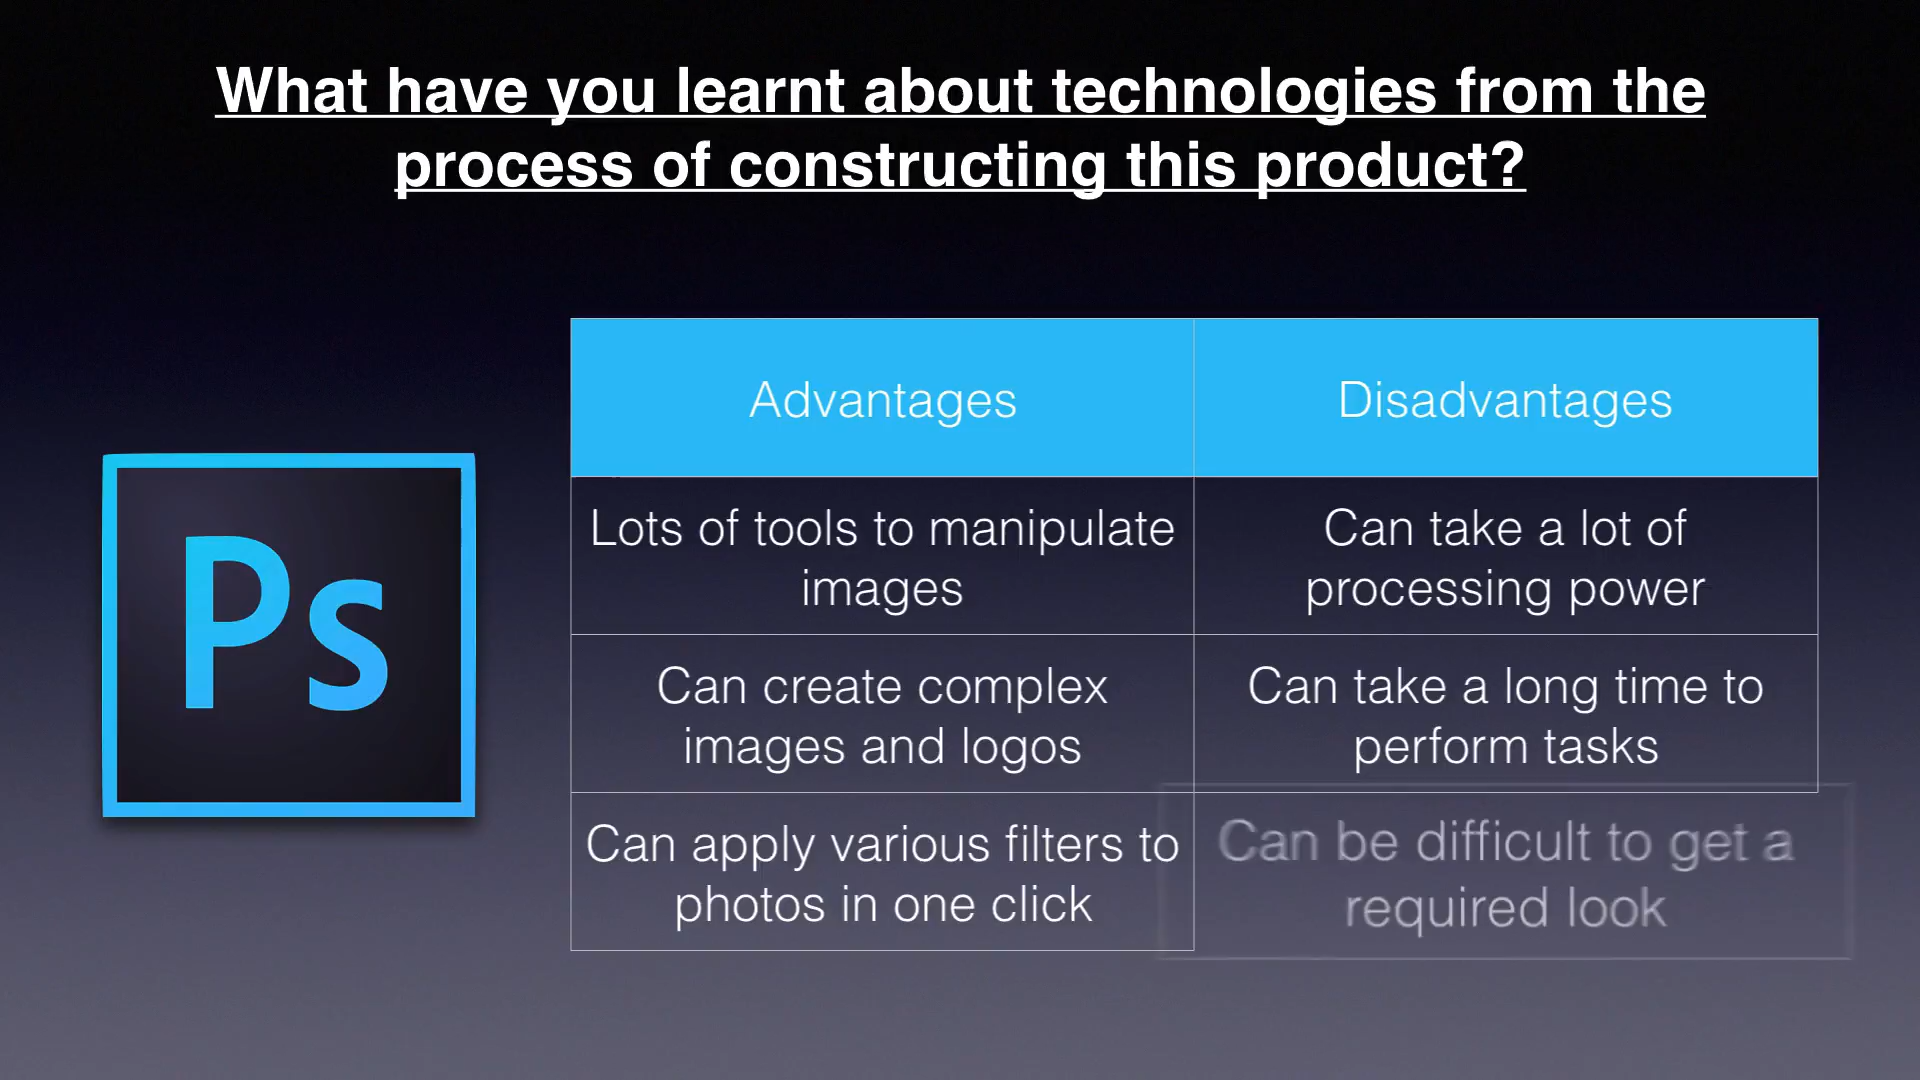 What have you learnt about technologies from the
process of constructing this product?
Ps
Advantages
Disadvantages
Lots of tools to manipulate
images
Can take a lot of
processing power
Can create complex
images and logos
Can take a long time to
perform tasks
Can apply various filters to
photos in one click
Can be difficult to get a
required look